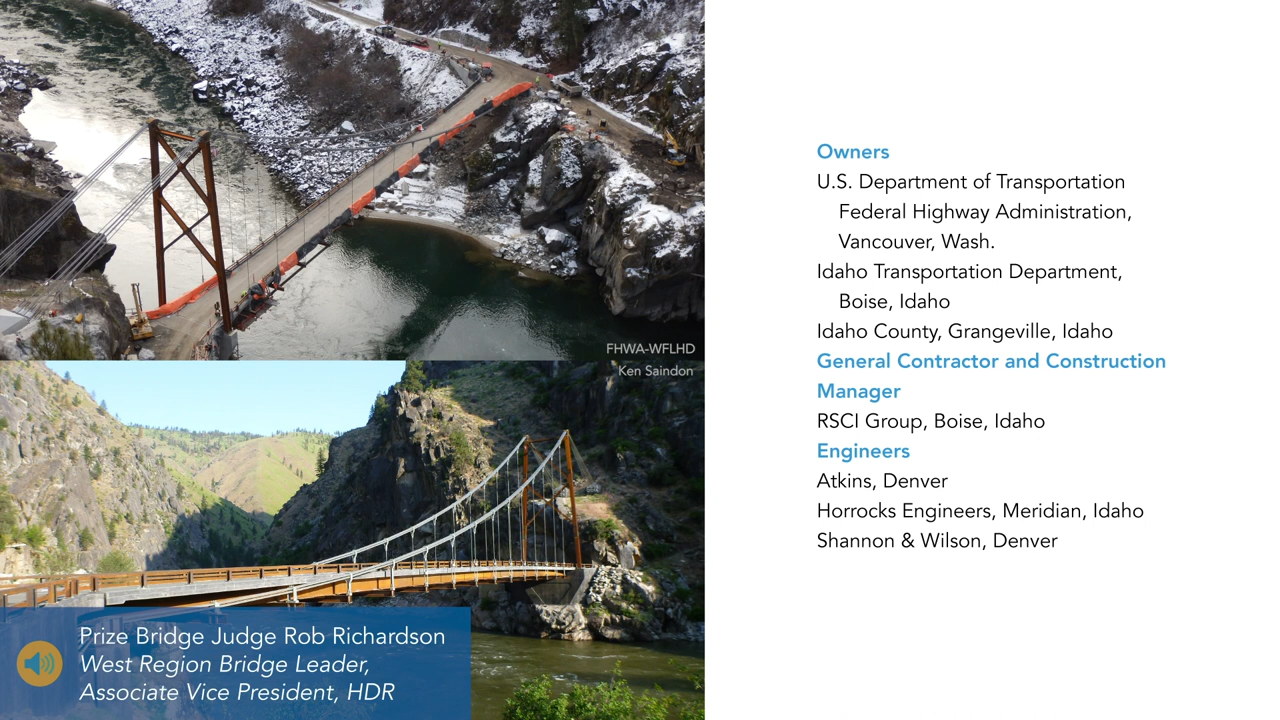 FHWA-WFLHD
Ken Saindon
Prize Bridge Judge Rob Richardson
West Region Bridge Leader,
Associate Vice President, HDR
Owners
U.S. Department of Transportation
Federal Highway Administration,
Vancouver, Wash.
Idaho Transportation Department,
Boise, Idaho
Idaho County, Grangeville, Idaho
General Contractor and Construction
Manager
RSCI Group, Boise, Idaho
Engineers
Atkins, Denver
Horrocks Engineers, Meridian, Idaho
Shannon & Wilson, Denver